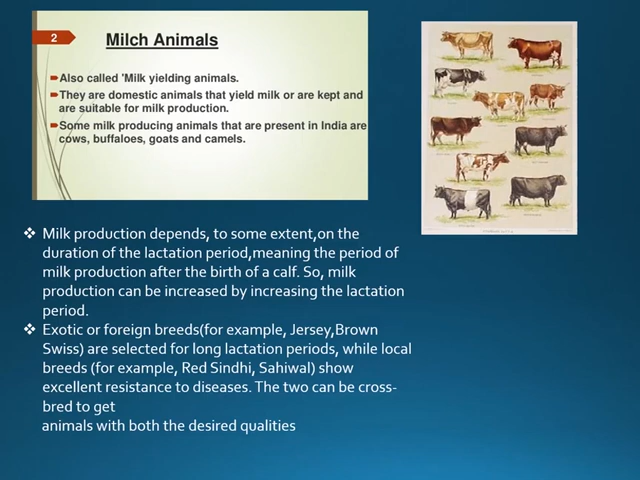 2
Milch Animals
Also called 'Milk yielding animals.
They are domestic animals that yield milk or are kept and
are suitable for milk production.
Some milk producing animals that are present in India are
cows, buffaloes, goats and camels.
❖ Milk production depends, to some extent,on the
duration of the lactation period,meaning the period of
milk production after the birth of a calf. So, milk
production can be increased by increasing the lactation
period.
❖ Exotic or foreign breeds(for example, Jersey,Brown
Swiss) are selected for long lactation periods, while local
breeds (for example, Red Sindhi, Sahiwal) show
excellent resistance to diseases. The two can be cross-
bred to get
animals with both the desired qualities